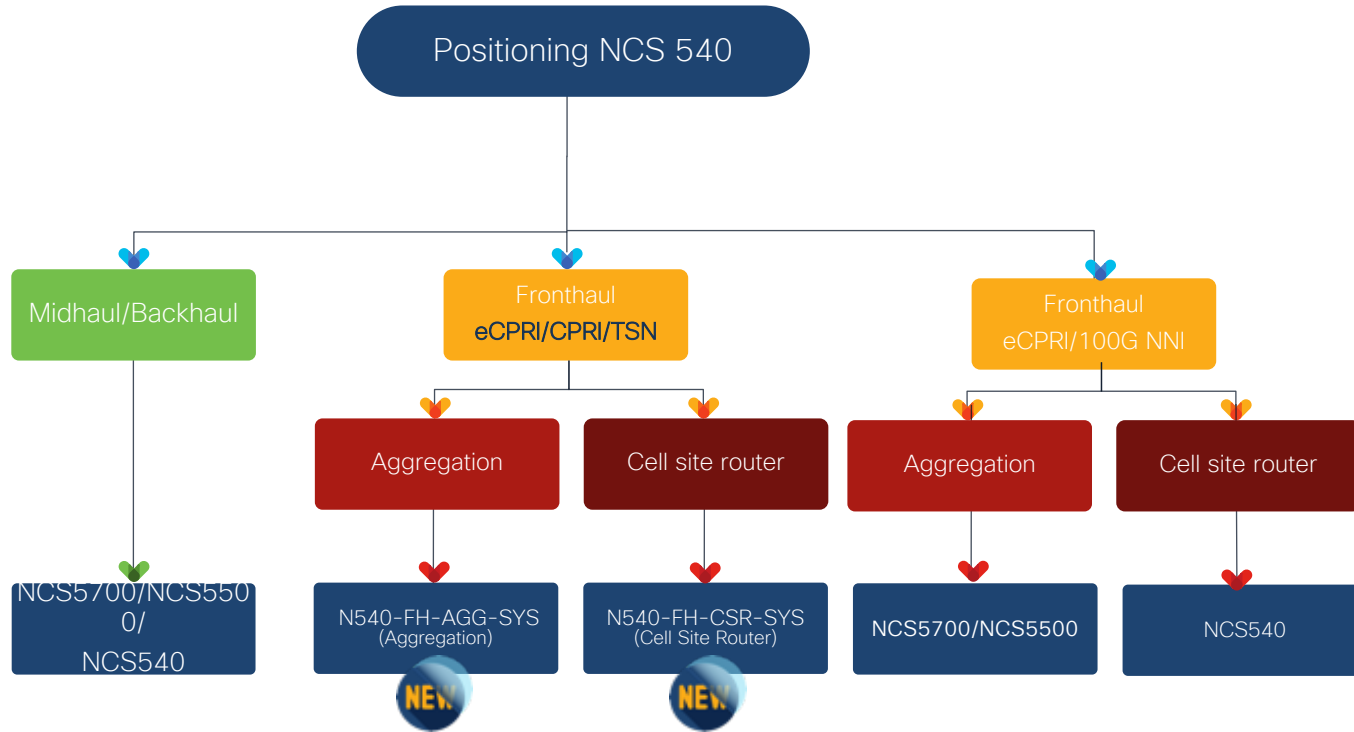 Positioning NCS 540
Midhaul/Backhaul
Fronthaul
eCPRI/CPRI/TSN
Fronthaul
eCPRI/100G NNI
Aggregation
Cell site router
Aggregation
Cell site router
NCS5700/NCS550
0/
NCS540
N540-FH-AGG-SYS
(Aggregation)
N540-FH-CSR-SYS
(Cell Site Router)
NCS5700/NCS5500
NCS540
NEW
NEW